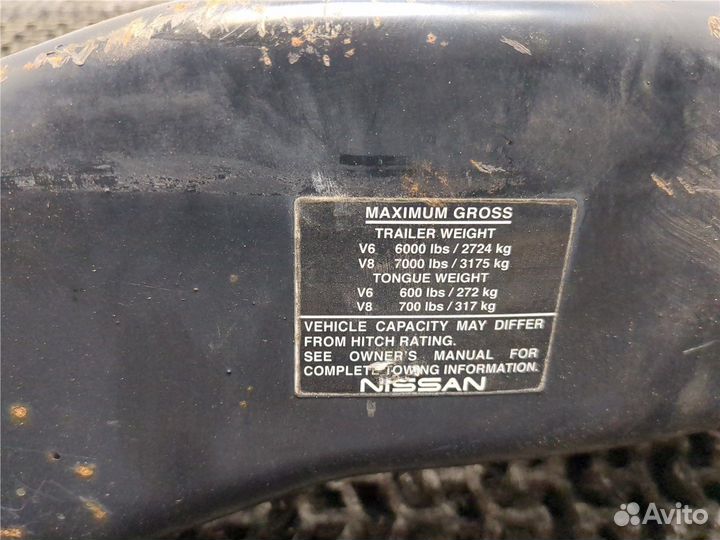 MAXIMUM GROSS
TRAILER WEIGHT
V6 6000 lbs / 2724 kg
V8 7000 lbs / 3175 kg
TONGUE WEIGHT
V6 600 lbs / 272 kg
V8 700 lbs / 317 kg
VEHICLE CAPACITY MAY DIFFER
FROM HITCH RATING.
SEE OWNER'S MANUAL FOR
COMPLETE TOWING INFORMATION.
NISSAN
Avito